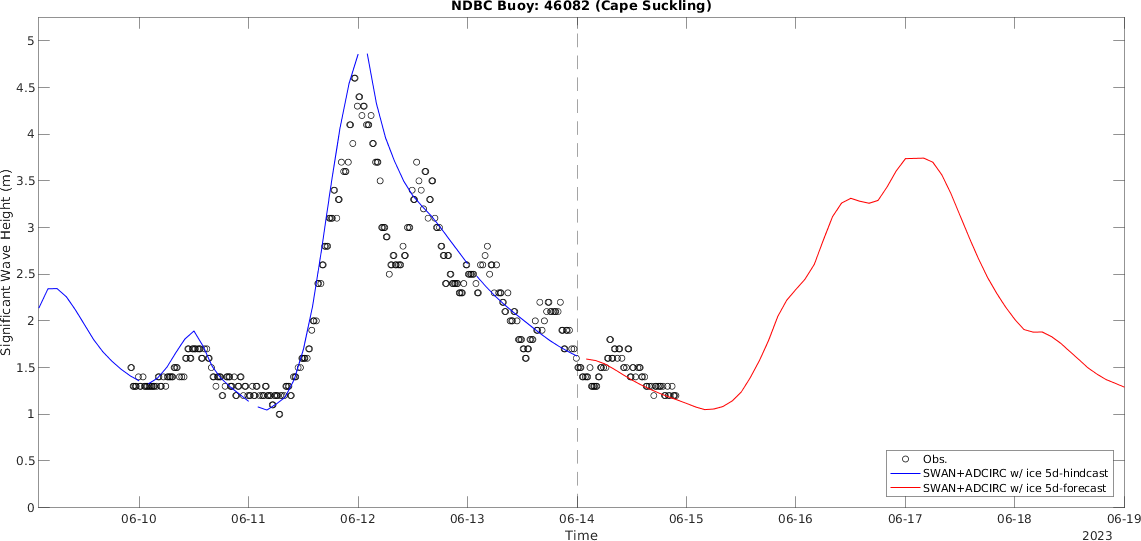 NDBC Buoy: 46082 (Cape Suckling)
5
4.5
4
3.5
3
2.5
2
1.5
1
0.5
0
Significant Wave Height (m)
Obs.
SWAN+ADCIRC w/ ice 5d-hindcast
SWAN+ADCIRC w/ ice 5d-forecast
06-10 06-11 06-12 06-13 06-14 06-15 06-16 06-17 06-18 06-19
Time
2023